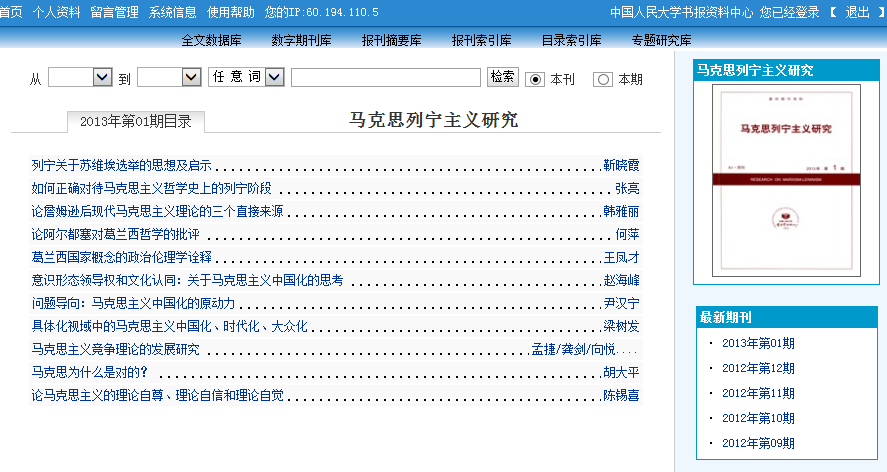 首页 个人资料 留言管理 系统信息 使用帮助 您的IP:60.194.110.5 中国人民大学书报资料中心 您已经登录 【 退出 】
全文数据库 数字期刊库 报刊摘要库 报刊索引库 目录索引库 专题研究库
从 到 任 意 词 检索 本刊 本期
2013年第01期目录 马克思列宁主义研究
列宁关于苏维埃选举的思想及启示 靳晓霞
如何正确对待马克思主义哲学史上的列宁阶段 张亮
论詹姆逊后现代马克思主义理论的三个直接来源 韩雅丽
论阿尔都塞对葛兰西哲学的批评 何萍
葛兰西国家概念的政治伦理学诠释 王凤才
意识形态领导权和文化认同：关于马克思主义中国化的思考 赵海峰
问题导向：马克思主义中国化的原动力 尹汉宁
具体化视域中的马克思主义中国化、时代化、大众化 梁树发
马克思主义竞争理论的发展研究 孟捷/龚剑/向悦....
马克思为什么是对的？ 胡大平
论马克思主义的理论自尊、理论自信和理论自觉 陈锡喜
马克思列宁主义研究
马克思列宁主义研究
2013年 第 1 期
RESEARCH ON MARXISM-LENINISM
最新期刊
2013年第01期
2012年第12期
2012年第11期
2012年第10期
2012年第09期